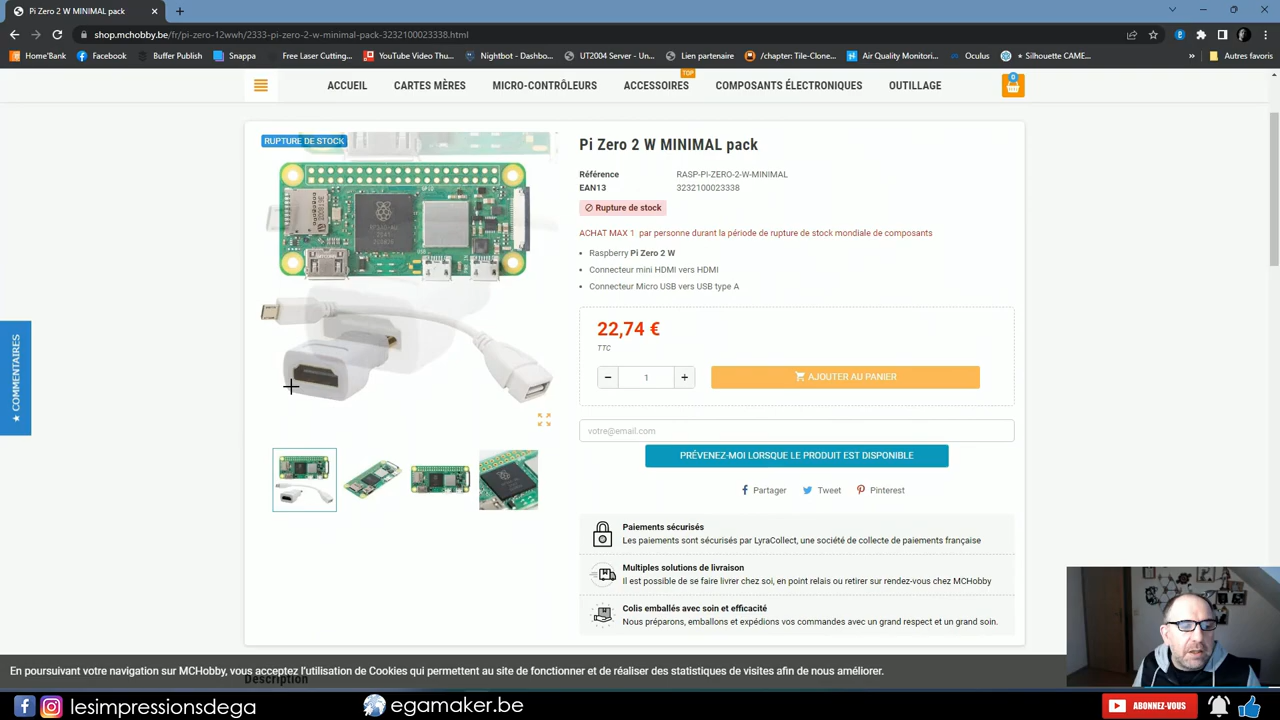 Pi Zero 2 W MINIMAL pack
shop.mchobby.be/fr/pi-zero-12wwh/2333-pi-zero-2-w-minimal-pack-3232100023338.html
Home'Bank
Facebook
Buffer Publish
Snappa
Free Laser Cutting...
YouTube Video Thu...
Nightbot - Dashbo...
UT2004 Server - Un...
Lien partenaire
/chapter: Tile-Clone...
Air Quality Monitori...
Oculus
⋆ Silhouette CAME...
»
Autres favoris
ACCUEIL
CARTES MÈRES
MICRO-CONTRÔLEURS
ACCESSOIRES
TOP
COMPOSANTS ÉLECTRONIQUES
OUTILLAGE
0
RUPTURE DE STOCK
Pi Zero 2 W MINIMAL pack
Référence RASP-PI-ZERO-2-W-MINIMAL
EAN13 3232100023338
Rupture de stock
ACHAT MAX 1 par personne durant la période de rupture de stock mondiale de composants
• Raspberry Pi Zero 2 W
• Connecteur mini HDMI vers HDMI
• Connecteur Micro USB vers USB type A
22,74 €
TTC
− 1 + AJOUTER AU PANIER
votre@email.com
PRÉVENEZ-MOI LORSQUE LE PRODUIT EST DISPONIBLE
Partager Tweet Pinterest
Paiements sécurisés
Les paiements sont sécurisés par LyraCollect, une société de collecte de paiements française
Multiples solutions de livraison
Il est possible de se faire livrer chez soi, en point relais ou retirer sur rendez-vous chez MCHobby
Colis emballés avec soin et efficacité
Nous préparons, emballons et expédions vos commandes avec un grand respect et un grand soin.
★ COMMENTAIRES
En poursuivant votre navigation sur MCHobby, vous acceptez l'utilisation de Cookies qui permettent au site de fonctionner et de réaliser des statistiques de visites afin de nous améliorer.
Description
lesimpressionsdega
egamaker.be
ABONNEZ-VOUS